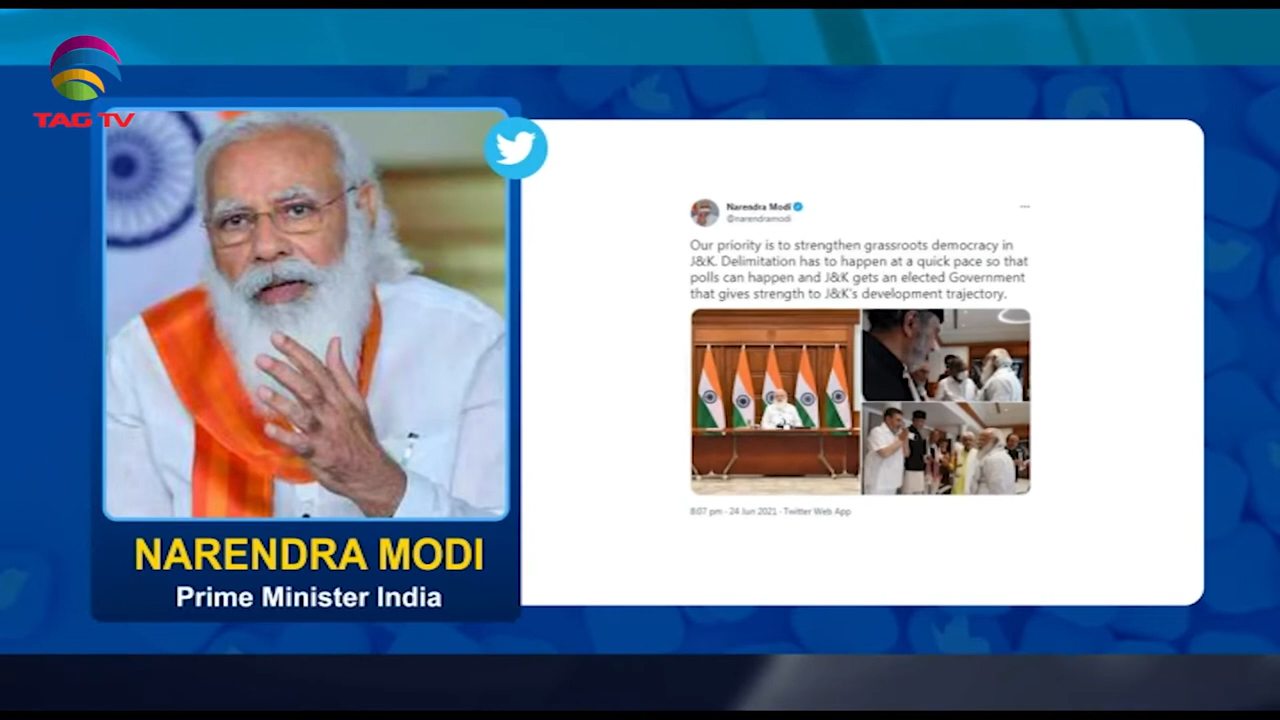 TAG TV
Narendra Modi
@narendramodi
Our priority is to strengthen grassroots democracy in
J&K. Delimitation has to happen at a quick pace so that
polls can happen and J&K gets an elected Government
that gives strength to J&K's development trajectory.
8:07 pm · 24 Jun 2021 · Twitter Web App
NARENDRA MODI
Prime Minister India